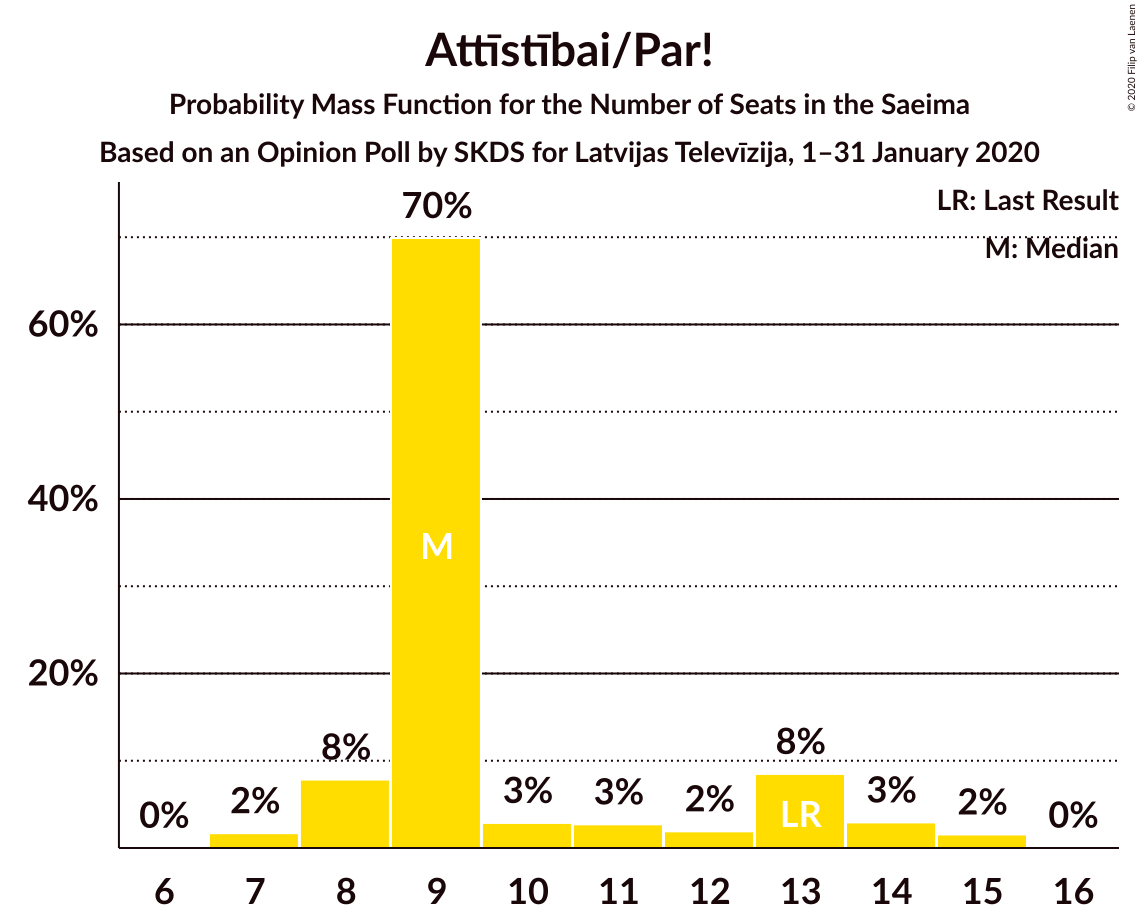 Attīstībai/Par!
Probability Mass Function for the Number of Seats in the Saeima
Based on an Opinion Poll by SKDS for Latvijas Televīzija, 1–31 January 2020
© 2020 Filip van Laenen
LR: Last Result
M: Median
70%
60%
40%
M
20%
8%
8%
0%
2%
3%
3%
2%
LR
3%
2%
0%
6 7 8 9 10 11 12 13 14 15 16